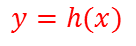 y = h(x)